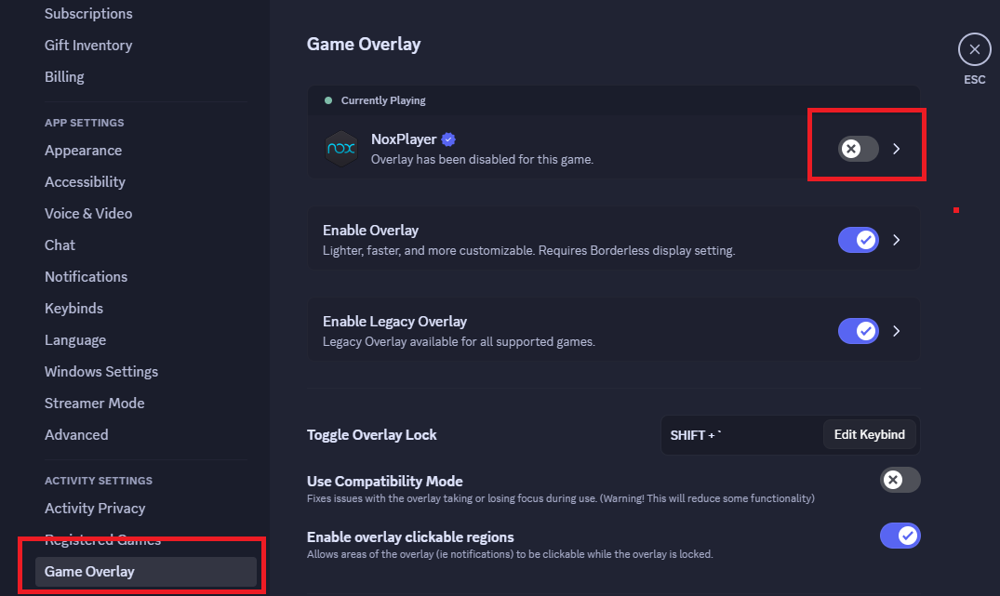 Subscriptions
Gift Inventory
Billing
APP SETTINGS
Appearance
Accessibility
Voice & Video
Chat
Notifications
Keybinds
Language
Windows Settings
Streamer Mode
Advanced
ACTIVITY SETTINGS
Activity Privacy
Registered Games
Game Overlay
Game Overlay
ESC
Currently Playing
nox
NoxPlayer
Overlay has been disabled for this game.
Enable Overlay
Lighter, faster, and more customizable. Requires Borderless display setting.
Enable Legacy Overlay
Legacy Overlay available for all supported games.
Toggle Overlay Lock
SHIFT + `
Edit Keybind
Use Compatibility Mode
Fixes issues with the overlay taking or losing focus during use. (Warning! This will reduce some functionality)
Enable overlay clickable regions
Allows areas of the overlay (ie notifications) to be clickable while the overlay is locked.